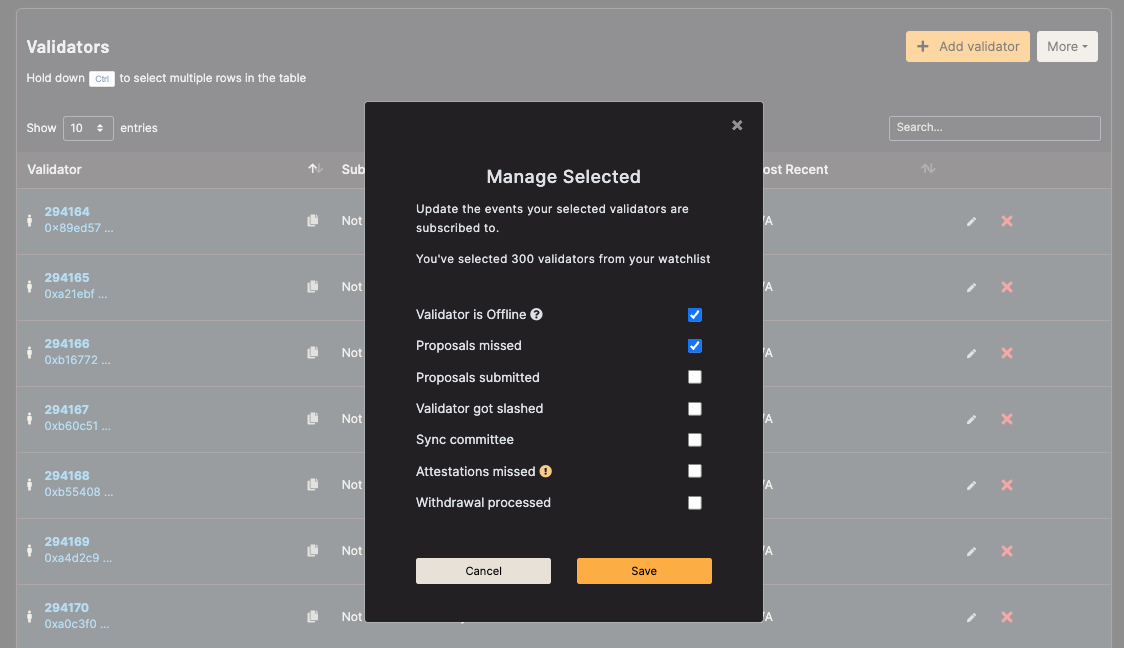 Validators
+ Add validator
More
Hold down Ctrl to select multiple rows in the table
Show 10 entries
Search...
Validator
Sub
ost Recent
294164
0x89ed57 ...
Not
/A
294165
0xa21ebf ...
Not
/A
294166
0xb16772 ...
Not
/A
294167
0xb60c51 ...
Not
/A
294168
0xb55408 ...
Not
/A
294169
0xa4d2c9 ...
Not
/A
294170
0xa0c3f0 ...
Not
/A
Manage Selected
Update the events your selected validators are
subscribed to.
You've selected 300 validators from your watchlist
Validator is Offline ?
Proposals missed
Proposals submitted
Validator got slashed
Sync committee
Attestations missed !
Withdrawal processed
Cancel
Save